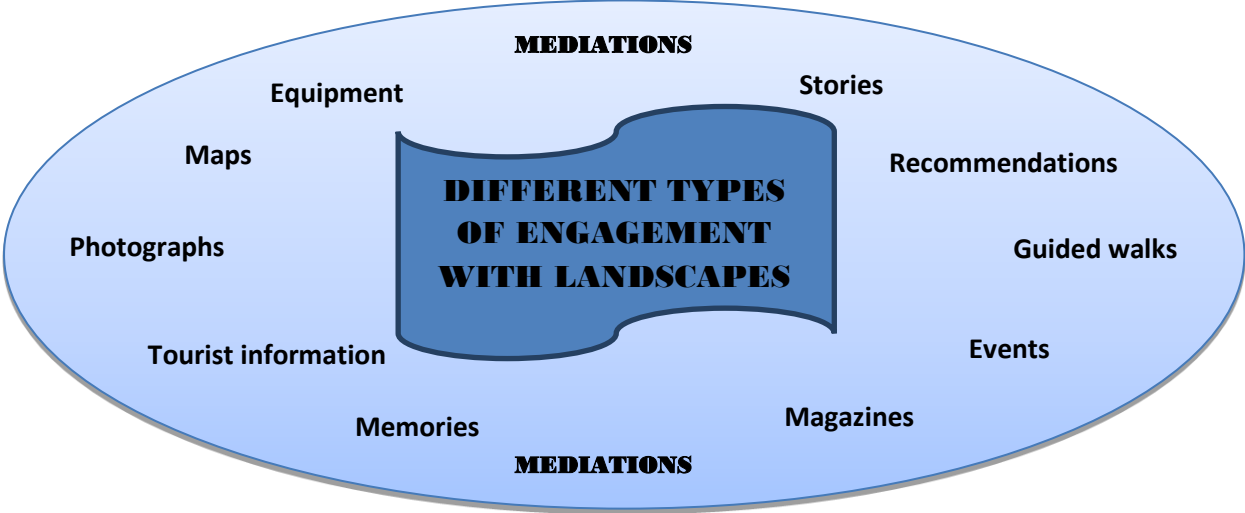 MEDIATIONS
Equipment
Stories
Maps
Recommendations
DIFFERENT TYPES
OF ENGAGEMENT
WITH LANDSCAPES
Photographs
Guided walks
Tourist information
Events
Memories
Magazines
MEDIATIONS